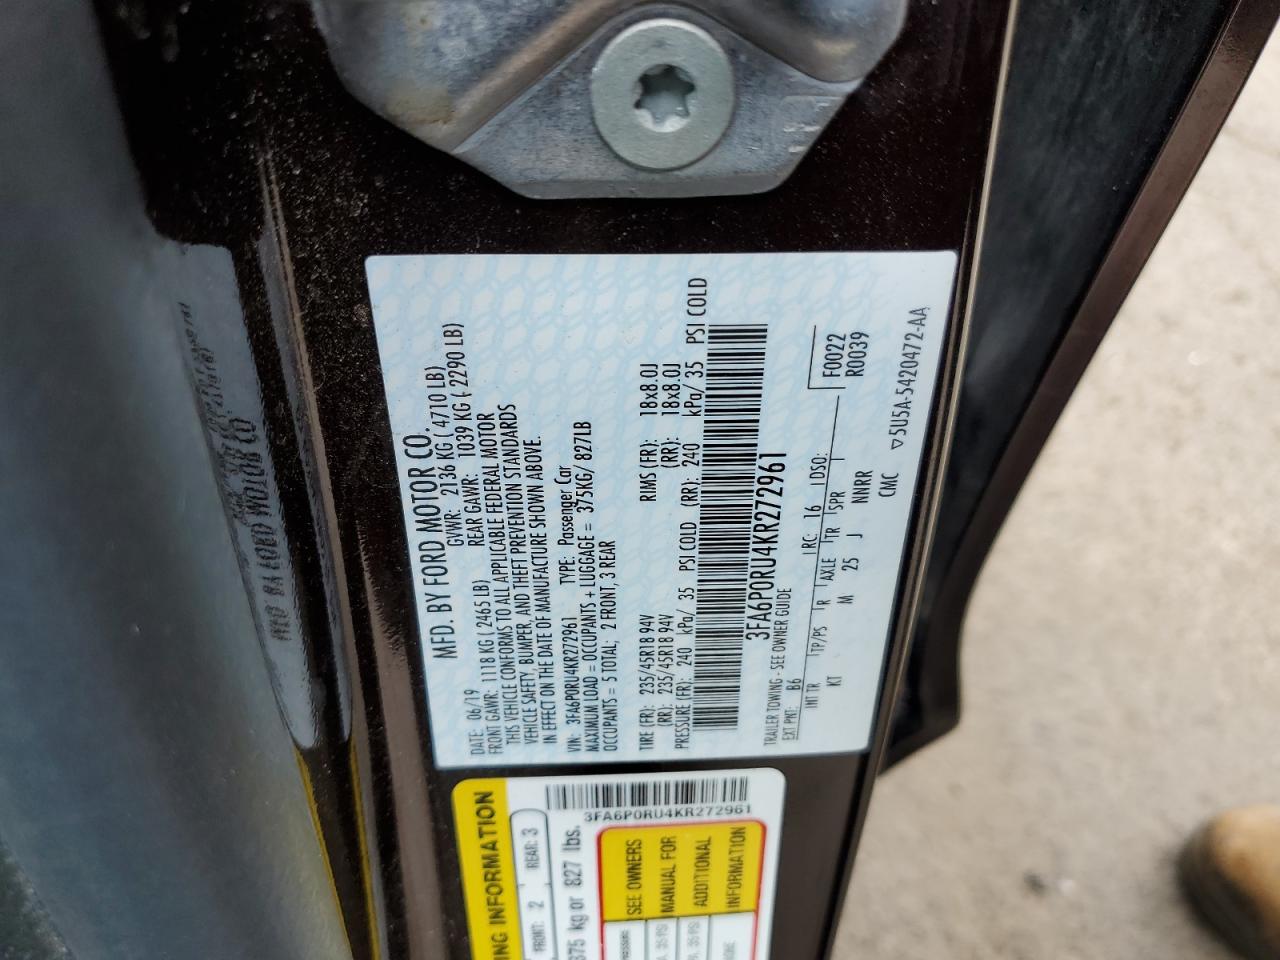 MFD. BY FORD MOTOR CO.
DATE: 06/19 GVWR: 2136 KG ( 4710 LB)
FRONT GAWR: 1118 KG ( 2465 LB) REAR GAWR: 1039 KG ( 2290 LB)
THIS VEHICLE CONFORMS TO ALL APPLICABLE FEDERAL MOTOR
VEHICLE SAFETY, BUMPER, AND THEFT PREVENTION STANDARDS
IN EFFECT ON THE DATE OF MANUFACTURE SHOWN ABOVE.
VIN: 3FA6P0RU4KR272961 TYPE: Passenger Car
MAXIMUM LOAD = OCCUPANTS + LUGGAGE = 375KG/ 827LB
OCCUPANTS = 5 TOTAL; 2 FRONT, 3 REAR
TIRE (FR): 235/45R18 94V RIMS (FR): 18x8.0J
(RR): 235/45R18 94V (RR): 18x8.0J
PRESSURE (FR): 240 kPa/ 35 PSI COLD (RR): 240 kPa/ 35 PSI COLD
3FA6P0RU4KR272961
TRAILER TOWING - SEE OWNER GUIDE
EXT PNT: B6 RC: 16 DSO: F0022
R0039
INT TR TP/PS R AXLE TR SPR
KT M 25 J NNRR
CMC
5U5A-5420472-AA
3FA6P0RU4KR272961
ING INFORMATION
FRONT: 2 REAR: 3
375 kg or 827 lbs.
SEE OWNERS
MANUAL FOR
ADDITIONAL
INFORMATION
35 PSI
35 PSI